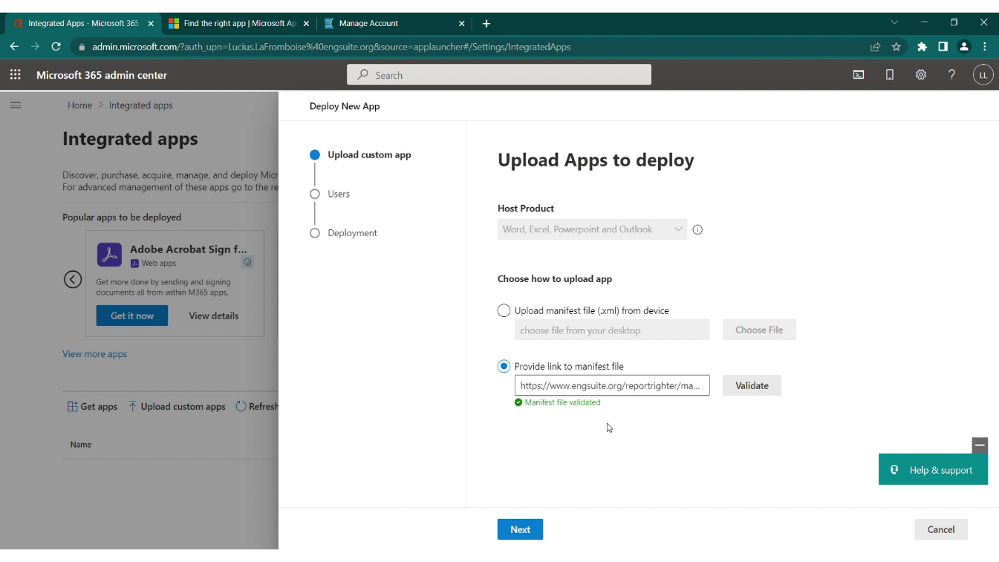 Integrated Apps - Microsoft 365
Find the right app | Microsoft Ap
Manage Account
admin.microsoft.com/?auth_upn=Lucius.LaFromboise%40engsuite.org&source=applauncher#/Settings/IntegratedApps
Microsoft 365 admin center
Search
LL
Home > Integrated apps
Integrated apps
Discover, purchase, acquire, manage, and deploy Micr
For advanced management of these apps go to the re
Popular apps to be deployed
Adobe Acrobat Sign f...
Web apps
Get more done by sending and signing
documents all from within M365 apps.
Get it now
View details
View more apps
Get apps
Upload custom apps
Refresh
Name
Deploy New App
Upload custom app
Users
Deployment
Upload Apps to deploy
Host Product
Word, Excel, Powerpoint and Outlook
Choose how to upload app
Upload manifest file (.xml) from device
choose file from your desktop
Choose File
Provide link to manifest file
https://www.engsuite.org/reportrighter/ma...
Validate
Manifest file validated
Help & support
Next
Cancel